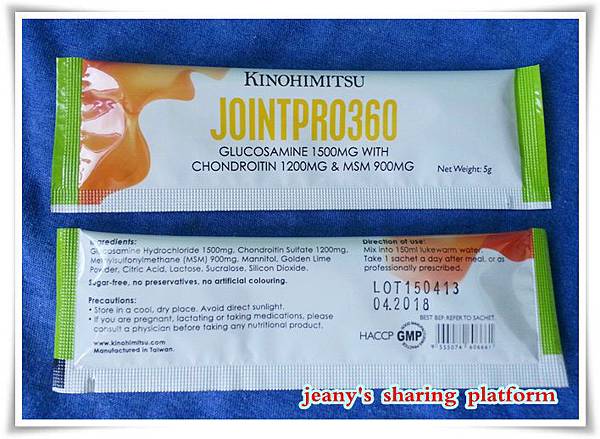 KINOHIMITSU
JOINTPRO360
GLUCOSAMINE 1500MG WITH
CHONDROITIN 1200MG & MSM 900MG
Net Weight: 5g
Ingredients:
Glucosamine Hydrochloride 1500mg, Chondroitin Sulfate 1200mg,
Methylsulfonylmethane (MSM) 900mg, Mannitol, Golden Lime
Powder, Citric Acid, Lactose, Sucralose, Silicon Dioxide.
Sugar-free, no preservatives, no artificial colouring.
Precautions:
• Store in a cool, dry place. Avoid direct sunlight.
• If you are pregnant, lactating or taking medications, please
consult a physician before taking any nutritional product.
www.kinohimitsu.com
Manufactured in Taiwan.
Direction of use:
Mix into 150ml lukewarm water.
Take 1 sachet a day after meal, or as
professionally prescribed.
LOT150413
04.2018
BEST BEF: REFER TO SACHET
HACCP GMP
jeany's sharing platform